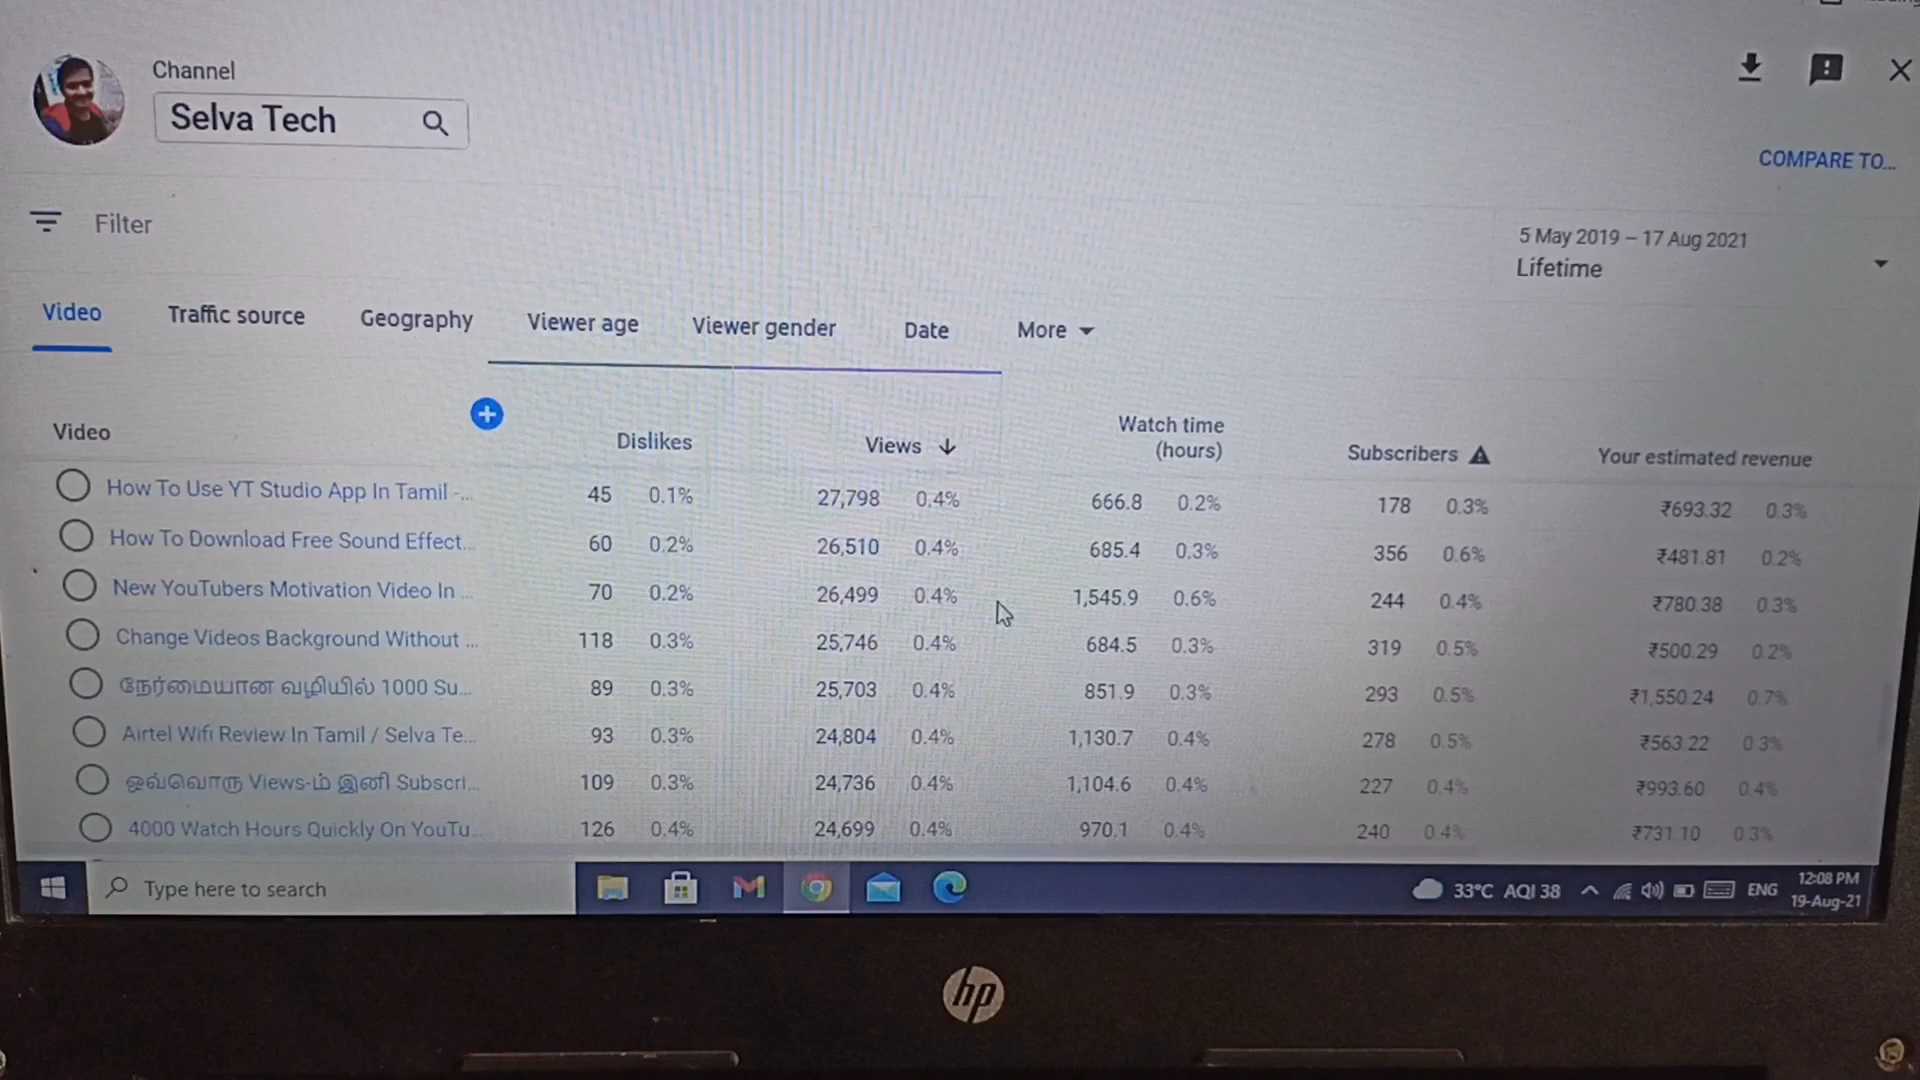 Channel
Selva Tech
COMPARE TO...
Filter
5 May 2019 – 17 Aug 2021
Lifetime
Video Traffic source Geography Viewer age Viewer gender Date More
Video Dislikes Views Watch time (hours) Subscribers Your estimated revenue
How To Use YT Studio App In Tamil -... 45 0.1% 27,798 0.4% 666.8 0.2% 178 0.3% ₹693.32 0.3%
How To Download Free Sound Effect... 60 0.2% 26,510 0.4% 685.4 0.3% 356 0.6% ₹481.81 0.2%
New YouTubers Motivation Video In ... 70 0.2% 26,499 0.4% 1,545.9 0.6% 244 0.4% ₹780.38 0.3%
Change Videos Background Without ... 118 0.3% 25,746 0.4% 684.5 0.3% 319 0.5% ₹500.29 0.2%
நேர்மையான வழியில் 1000 Su... 89 0.3% 25,703 0.4% 851.9 0.3% 293 0.5% ₹1,550.24 0.7%
Airtel Wifi Review In Tamil / Selva Te... 93 0.3% 24,804 0.4% 1,130.7 0.4% 278 0.5% ₹563.22 0.3%
ஒவ்வொரு Views-ம் இனி Subscri... 109 0.3% 24,736 0.4% 1,104.6 0.4% 227 0.4% ₹993.60 0.4%
4000 Watch Hours Quickly On YouTu... 126 0.4% 24,699 0.4% 970.1 0.4% 240 0.4% ₹731.10 0.3%
Type here to search 33°C AQI 38 ENG 12:08 PM
19-Aug-21
hp